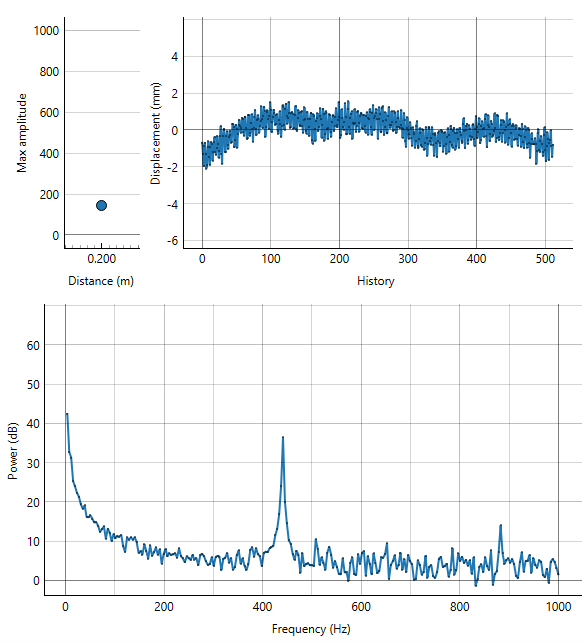 Max amplitude
1000
800
600
400
200
0
0.200
Distance (m)
Displacement (mm)
4
2
0
-2
-4
-6
0 100 200 300 400 500
History
Power (dB)
60
50
40
30
20
10
0
0 200 400 600 800 1000
Frequency (Hz)